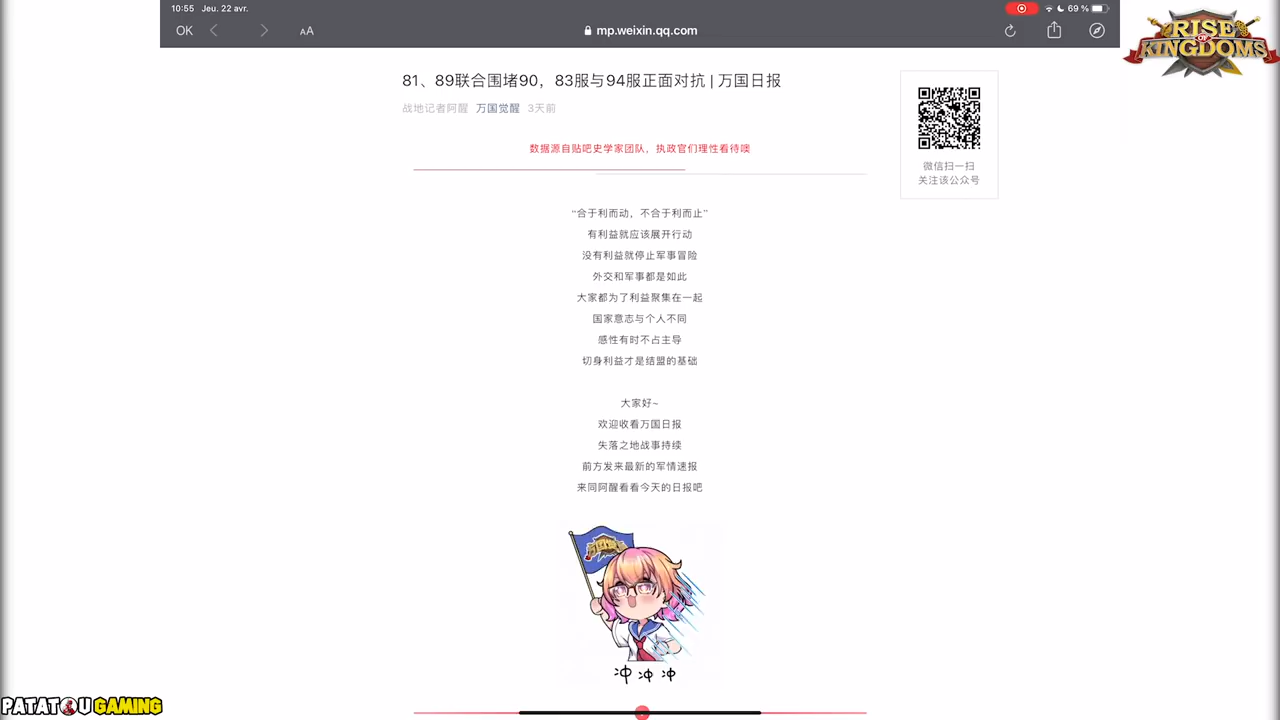 10:55 Jeu. 22 avr.
69 %
OK
AA
mp.weixin.qq.com
RISE OF KINGDOMS
81、89联合围堵90，83服与94服正面对抗 | 万国日报
战地记者阿醒 万国觉醒 3天前
微信扫一扫
关注该公众号
数据源自贴吧史学家团队，执政官们理性看待噢
“合于利而动，不合于利而止”
有利益就应该展开行动
没有利益就停止军事冒险
外交和军事都是如此
大家都为了利益聚集在一起
国家意志与个人不同
感性有时不占主导
切身利益才是结盟的基础
大家好~
欢迎收看万国日报
失落之地战事持续
前方发来最新的军情速报
来同阿醒看看今天的日报吧
万国觉醒
冲 冲 冲
PATATOU GAMING